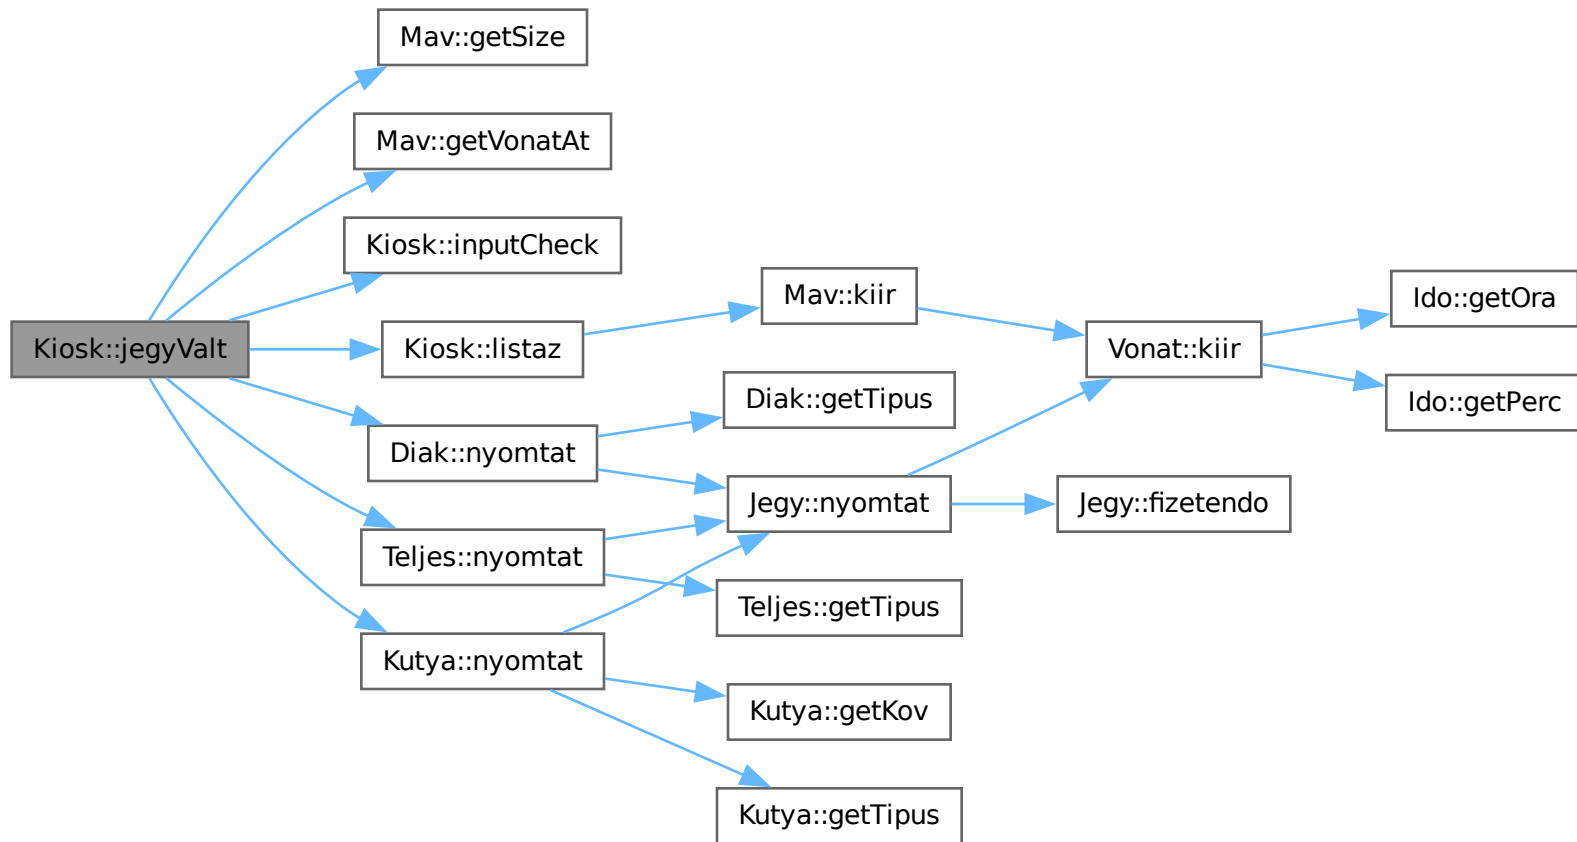 Mav::getSize
Mav::getVonatAt
Kiosk::inputCheck
Mav::kiir
Ido::getOra
Kiosk::jegyValt
Kiosk::listaz
Vonat::kiir
Diak::getTipus
Ido::getPerc
Diak::nyomtat
Jegy::nyomtat
Jegy::fizetendo
Teljes::nyomtat
Teljes::getTipus
Kutya::nyomtat
Kutya::getKov
Kutya::getTipus